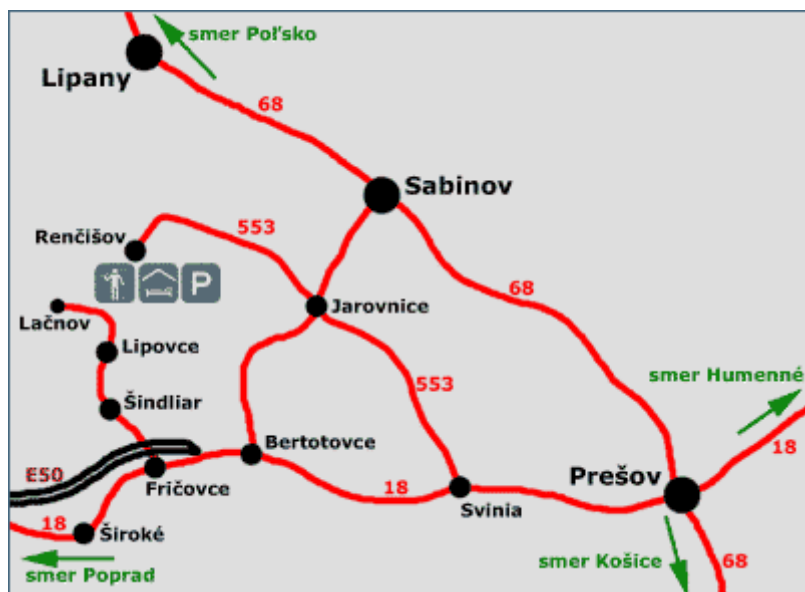 smer Poľsko
Lipany
68
Sabinov
553
Renčišov
P
68
Jarovnice
Lačnov
Lipovce
553
smer Humenné
Šindliar
Bertotovce
18
E50
Fričovce
18
Prešov
Svinia
18
Široké
smer Košice
68
smer Poprad